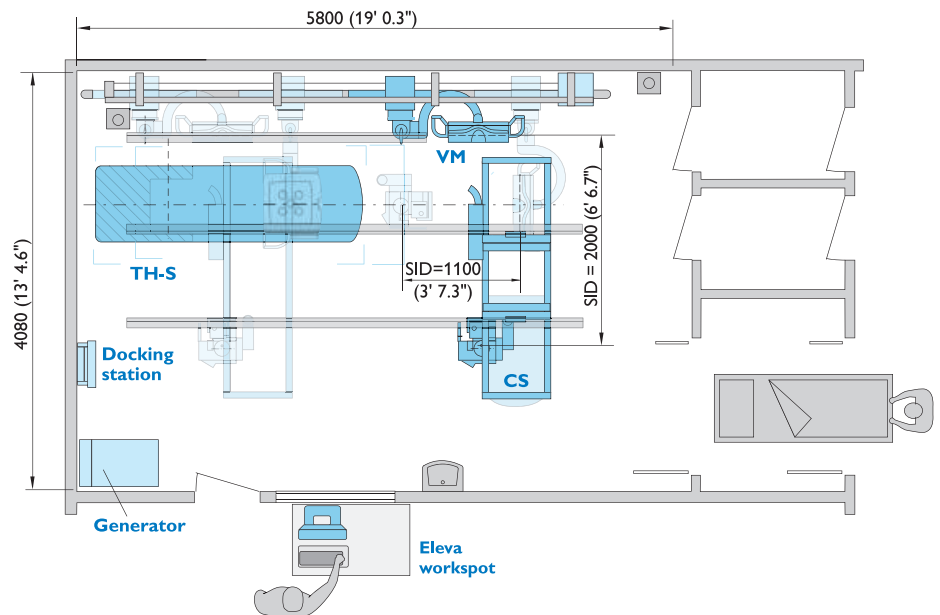 5800 (19' 0.3")
VM
4080 (13' 4.6")
SID = 2000 (6' 6.7")
TH-S
SID=1100
(3' 7.3")
Docking
station
CS
Generator
Eleva
workspot